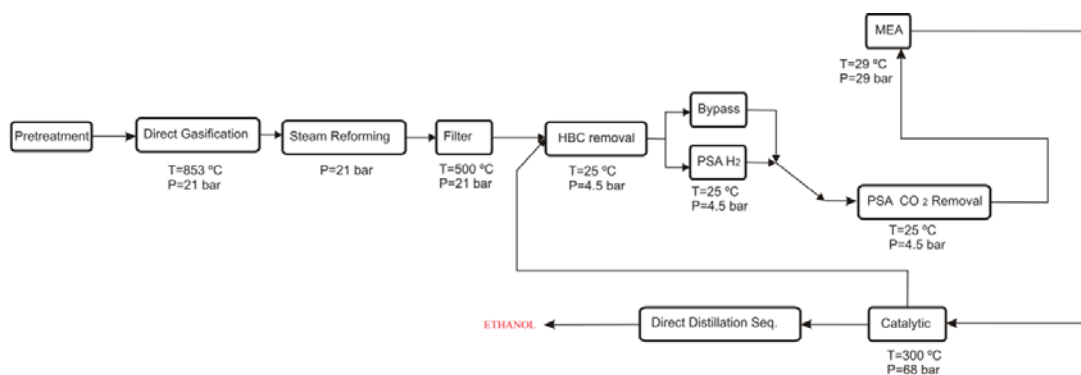 MEA
T=29 ºC
P=29 bar
Pretreatment
Direct Gasification
T=853 ºC
P=21 bar
Steam Reforming
P=21 bar
Filter
T=500 ºC
P=21 bar
HBC removal
T=25 ºC
P=4.5 bar
Bypass
PSA H2
T=25 ºC
P=4.5 bar
PSA CO 2 Removal
T=25 ºC
P=4.5 bar
ETHANOL
Direct Distillation Seq.
Catalytic
T=300 ºC
P=68 bar